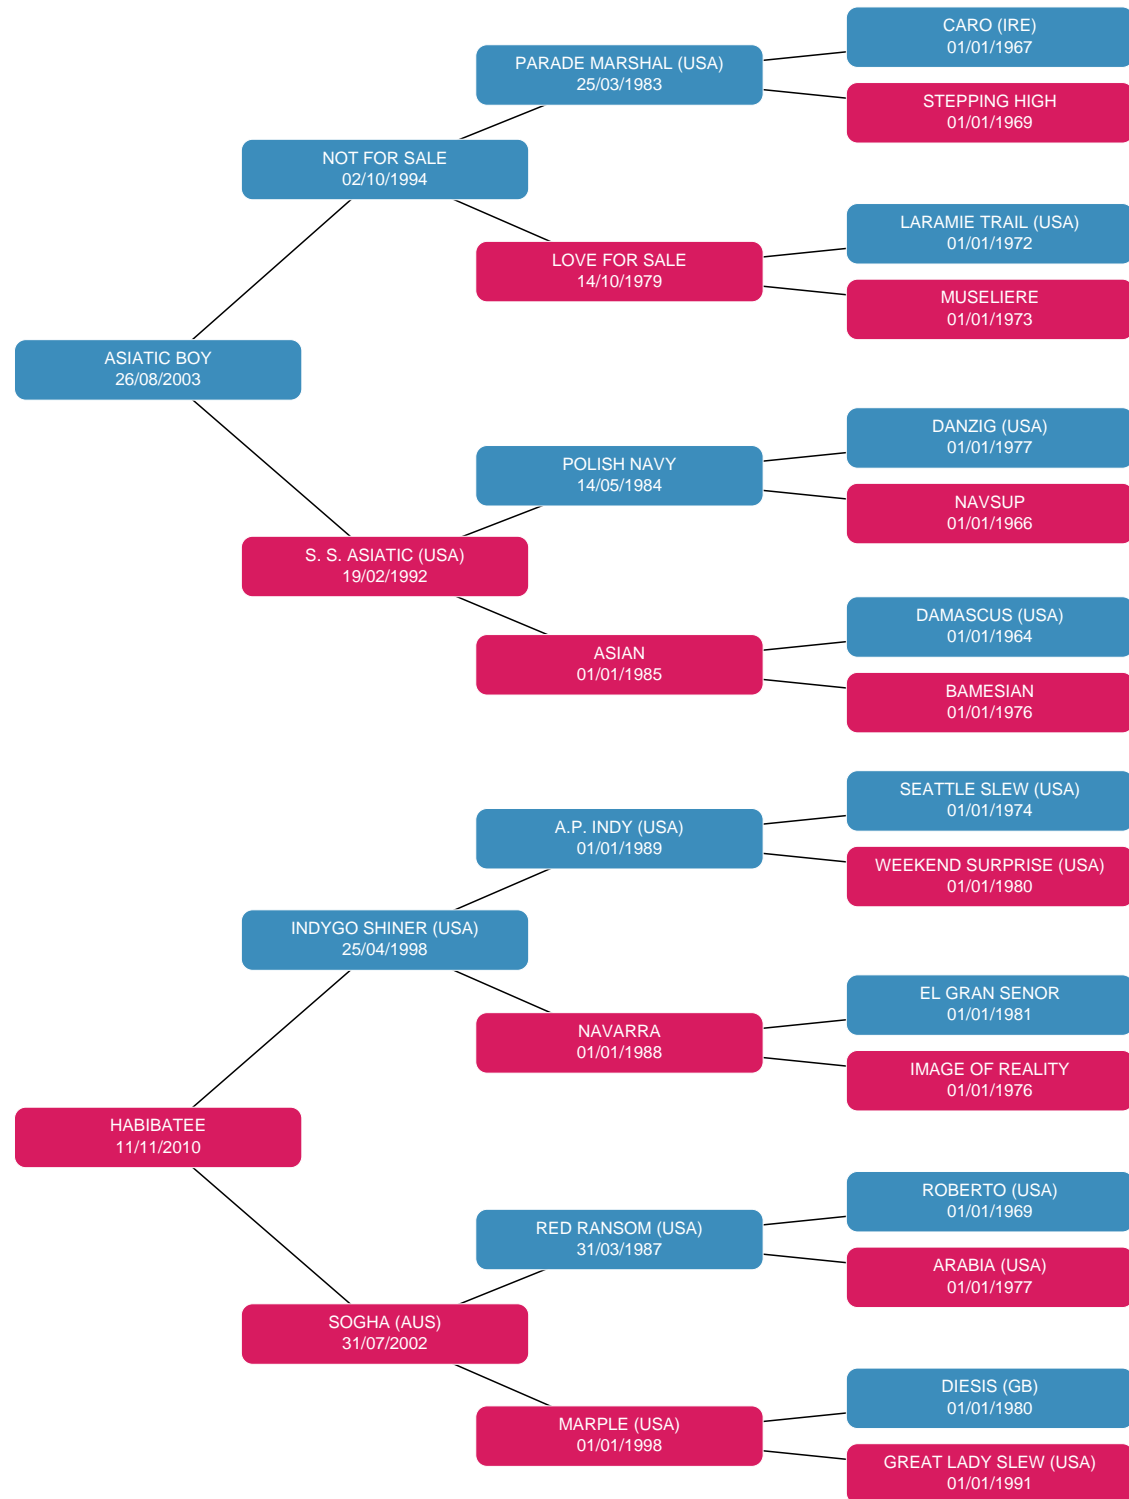 CARO (IRE)
01/01/1967
PARADE MARSHAL (USA)
25/03/1983
STEPPING HIGH
01/01/1969
NOT FOR SALE
02/10/1994
LARAMIE TRAIL (USA)
01/01/1972
LOVE FOR SALE
14/10/1979
MUSELIERE
01/01/1973
ASIATIC BOY
26/08/2003
DANZIG (USA)
01/01/1977
POLISH NAVY
14/05/1984
NAVSUP
01/01/1966
S. S. ASIATIC (USA)
19/02/1992
DAMASCUS (USA)
01/01/1964
ASIAN
01/01/1985
BAMESIAN
01/01/1976
SEATTLE SLEW (USA)
01/01/1974
A.P. INDY (USA)
01/01/1989
WEEKEND SURPRISE (USA)
01/01/1980
INDYGO SHINER (USA)
25/04/1998
EL GRAN SENOR
01/01/1981
NAVARRA
01/01/1988
IMAGE OF REALITY
01/01/1976
HABIBATEE
11/11/2010
ROBERTO (USA)
01/01/1969
RED RANSOM (USA)
31/03/1987
ARABIA (USA)
01/01/1977
SOGHA (AUS)
31/07/2002
DIESIS (GB)
01/01/1980
MARPLE (USA)
01/01/1998
GREAT LADY SLEW (USA)
01/01/1991